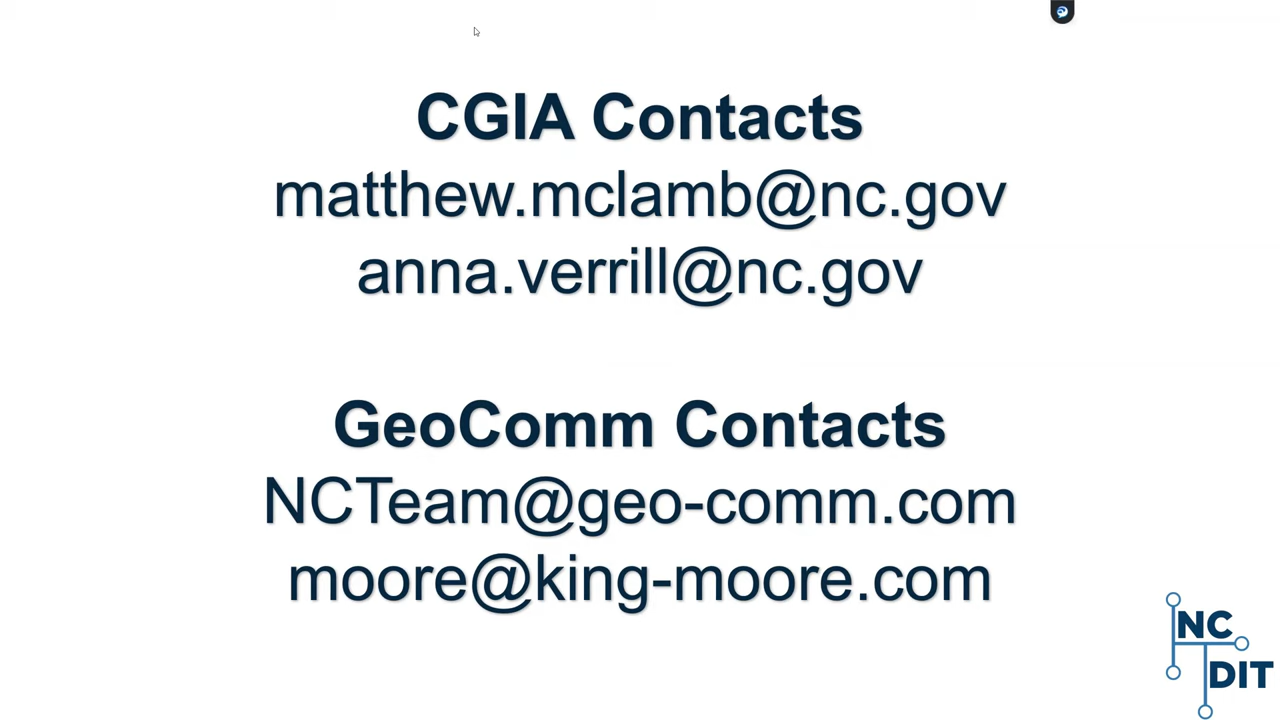 CGIA Contacts
matthew.mclamb@nc.gov
anna.verrill@nc.gov
GeoComm Contacts
NCTeam@geo-comm.com
moore@king-moore.com
NC
DIT